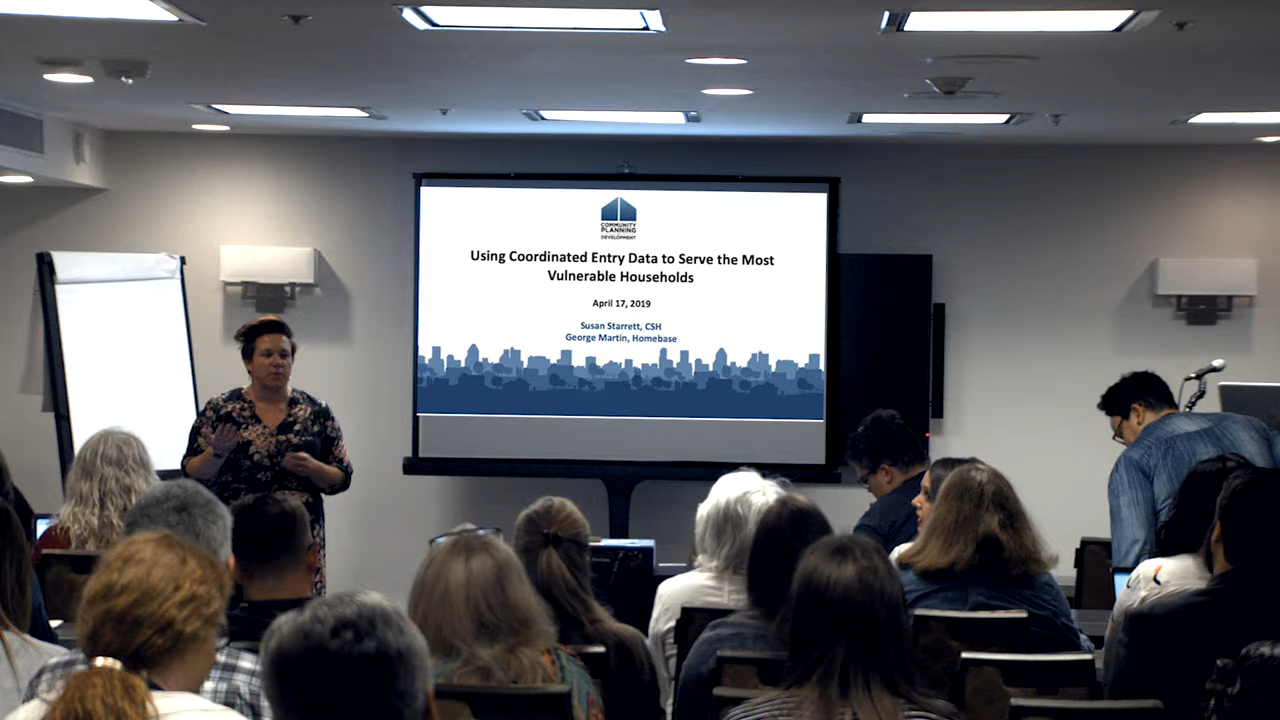 COMMUNITY
PLANNING
DEVELOPMENT
Using Coordinated Entry Data to Serve the Most
Vulnerable Households
April 17, 2019
Susan Starrett, CSH
George Martin, Homebase